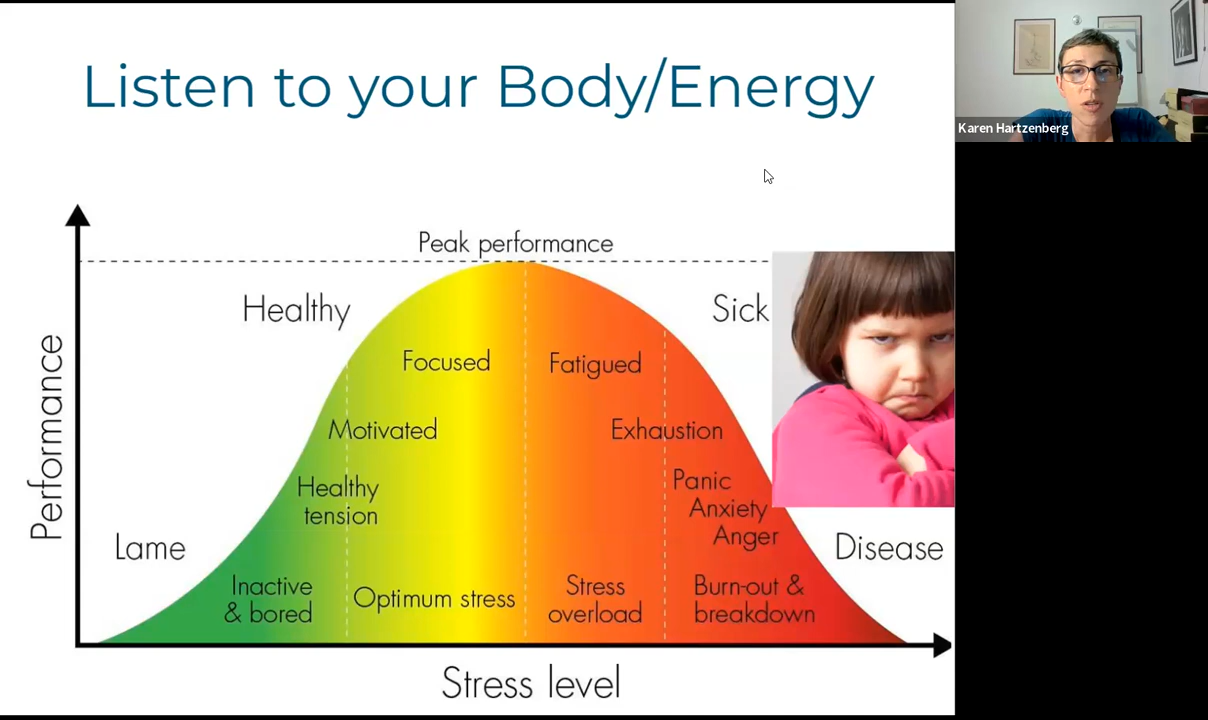 Listen to your Body/Energy
Karen Hartzenberg
Peak performance
Healthy
Sick
Focused
Fatigued
Motivated
Exhaustion
Healthy
tension
Panic
Anxiety
Anger
Lame
Disease
Inactive
& bored
Optimum stress
Stress
overload
Burn-out &
breakdown
Performance
Stress level